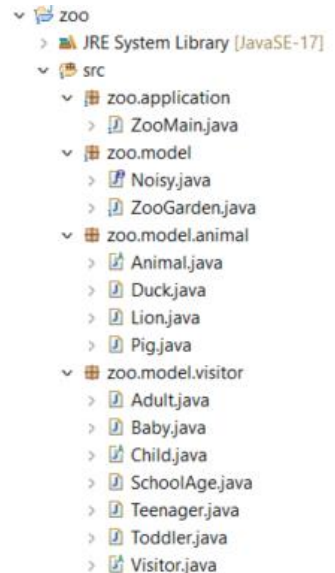 zoo
JRE System Library [JavaSE-17]
src
zoo.application
ZooMain.java
zoo.model
Noisy.java
ZooGarden.java
zoo.model.animal
Animal.java
Duck.java
Lion.java
Pig.java
zoo.model.visitor
Adult.java
Baby.java
Child.java
SchoolAge.java
Teenager.java
Toddler.java
Visitor.java